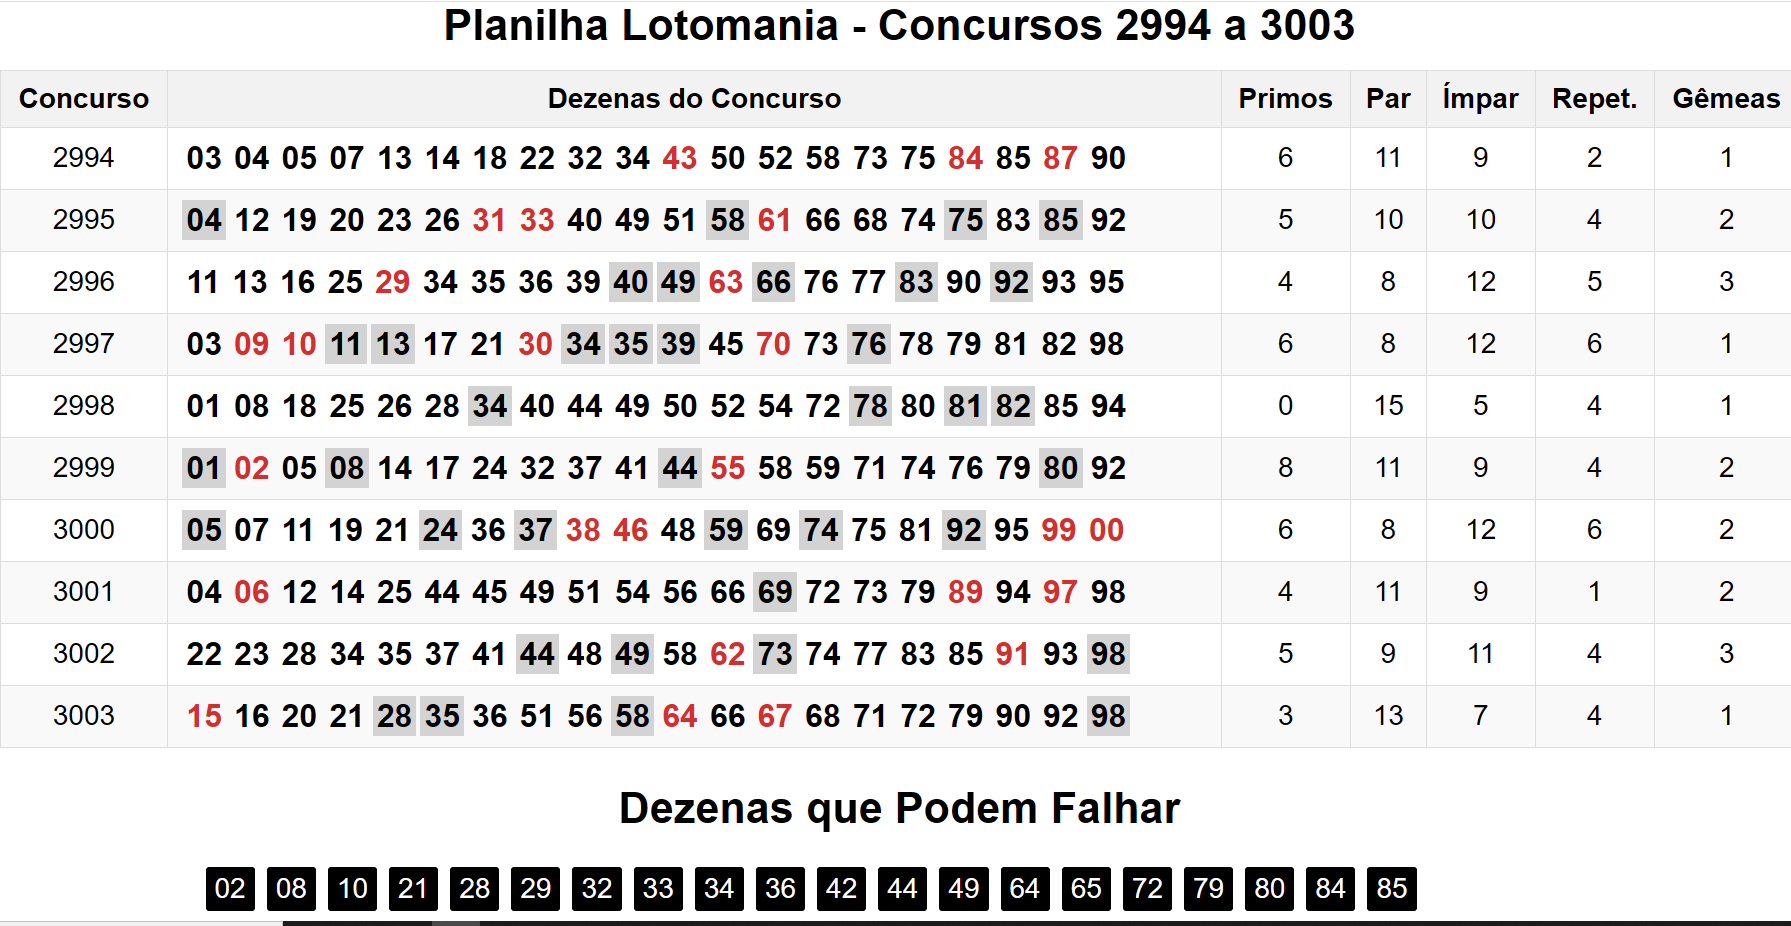 Planilha Lotomania - Concursos 2994 a 3003
Concurso Dezenas do Concurso Primos Par Ímpar Repet. Gêmeas
2994 03 04 05 07 13 14 18 22 32 34 43 50 52 58 73 75 84 85 87 90 6 11 9 2 1
2995 04 12 19 20 23 26 31 33 40 49 51 58 61 66 68 74 75 83 85 92 5 10 10 4 2
2996 11 13 16 25 29 34 35 36 39 40 49 63 66 76 77 83 90 92 93 95 4 8 12 5 3
2997 03 09 10 11 13 17 21 30 34 35 39 45 70 73 76 78 79 81 82 98 6 8 12 6 1
2998 01 08 18 25 26 28 34 40 44 49 50 52 54 72 78 80 81 82 85 94 0 15 5 4 1
2999 01 02 05 08 14 17 24 32 37 41 44 55 58 59 71 74 76 79 80 92 8 11 9 4 2
3000 05 07 11 19 21 24 36 37 38 46 48 59 69 74 75 81 92 95 99 00 6 8 12 6 2
3001 04 06 12 14 25 44 45 49 51 54 56 66 69 72 73 79 89 94 97 98 4 11 9 1 2
3002 22 23 28 34 35 37 41 44 48 49 58 62 73 74 77 83 85 91 93 98 5 9 11 4 3
3003 15 16 20 21 28 35 36 51 56 58 64 66 67 68 71 72 79 90 92 98 3 13 7 4 1
Dezenas que Podem Falhar
02 08 10 21 28 29 32 33 34 36 42 44 49 64 65 72 79 80 84 85